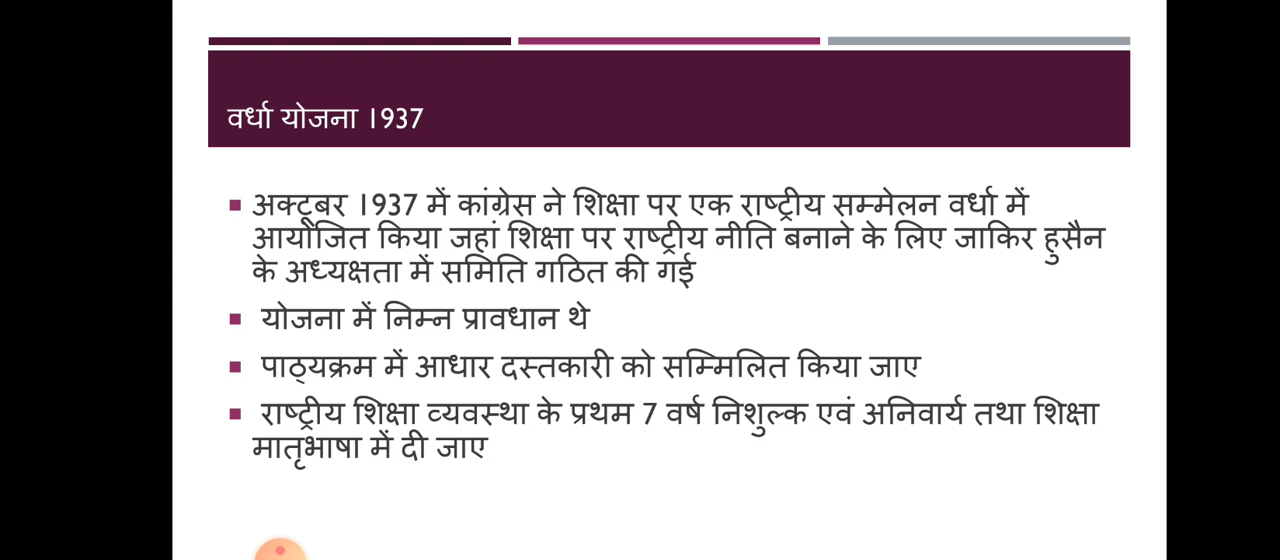 वर्धा योजना 1937
अक्टूबर 1937 में कांग्रेस ने शिक्षा पर एक राष्ट्रीय सम्मेलन वर्धा में
आयोजित किया जहां शिक्षा पर राष्ट्रीय नीति बनाने के लिए जाकिर हुसैन
के अध्यक्षता में समिति गठित की गई
योजना में निम्न प्रावधान थे
पाठ्यक्रम में आधार दस्तकारी को सम्मिलित किया जाए
राष्ट्रीय शिक्षा व्यवस्था के प्रथम 7 वर्ष निशुल्क एवं अनिवार्य तथा शिक्षा
मातृभाषा में दी जाए